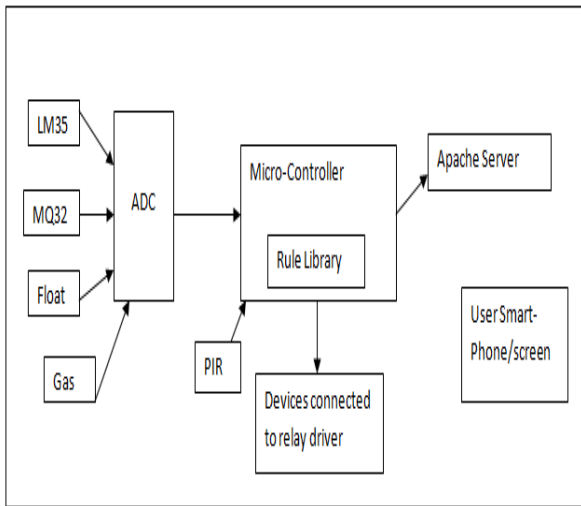 LM35
MQ32
Float
Gas
ADC
Micro-Controller
Rule Library
PIR
Devices connected
to relay driver
Apache Server
User Smart-
Phone/screen